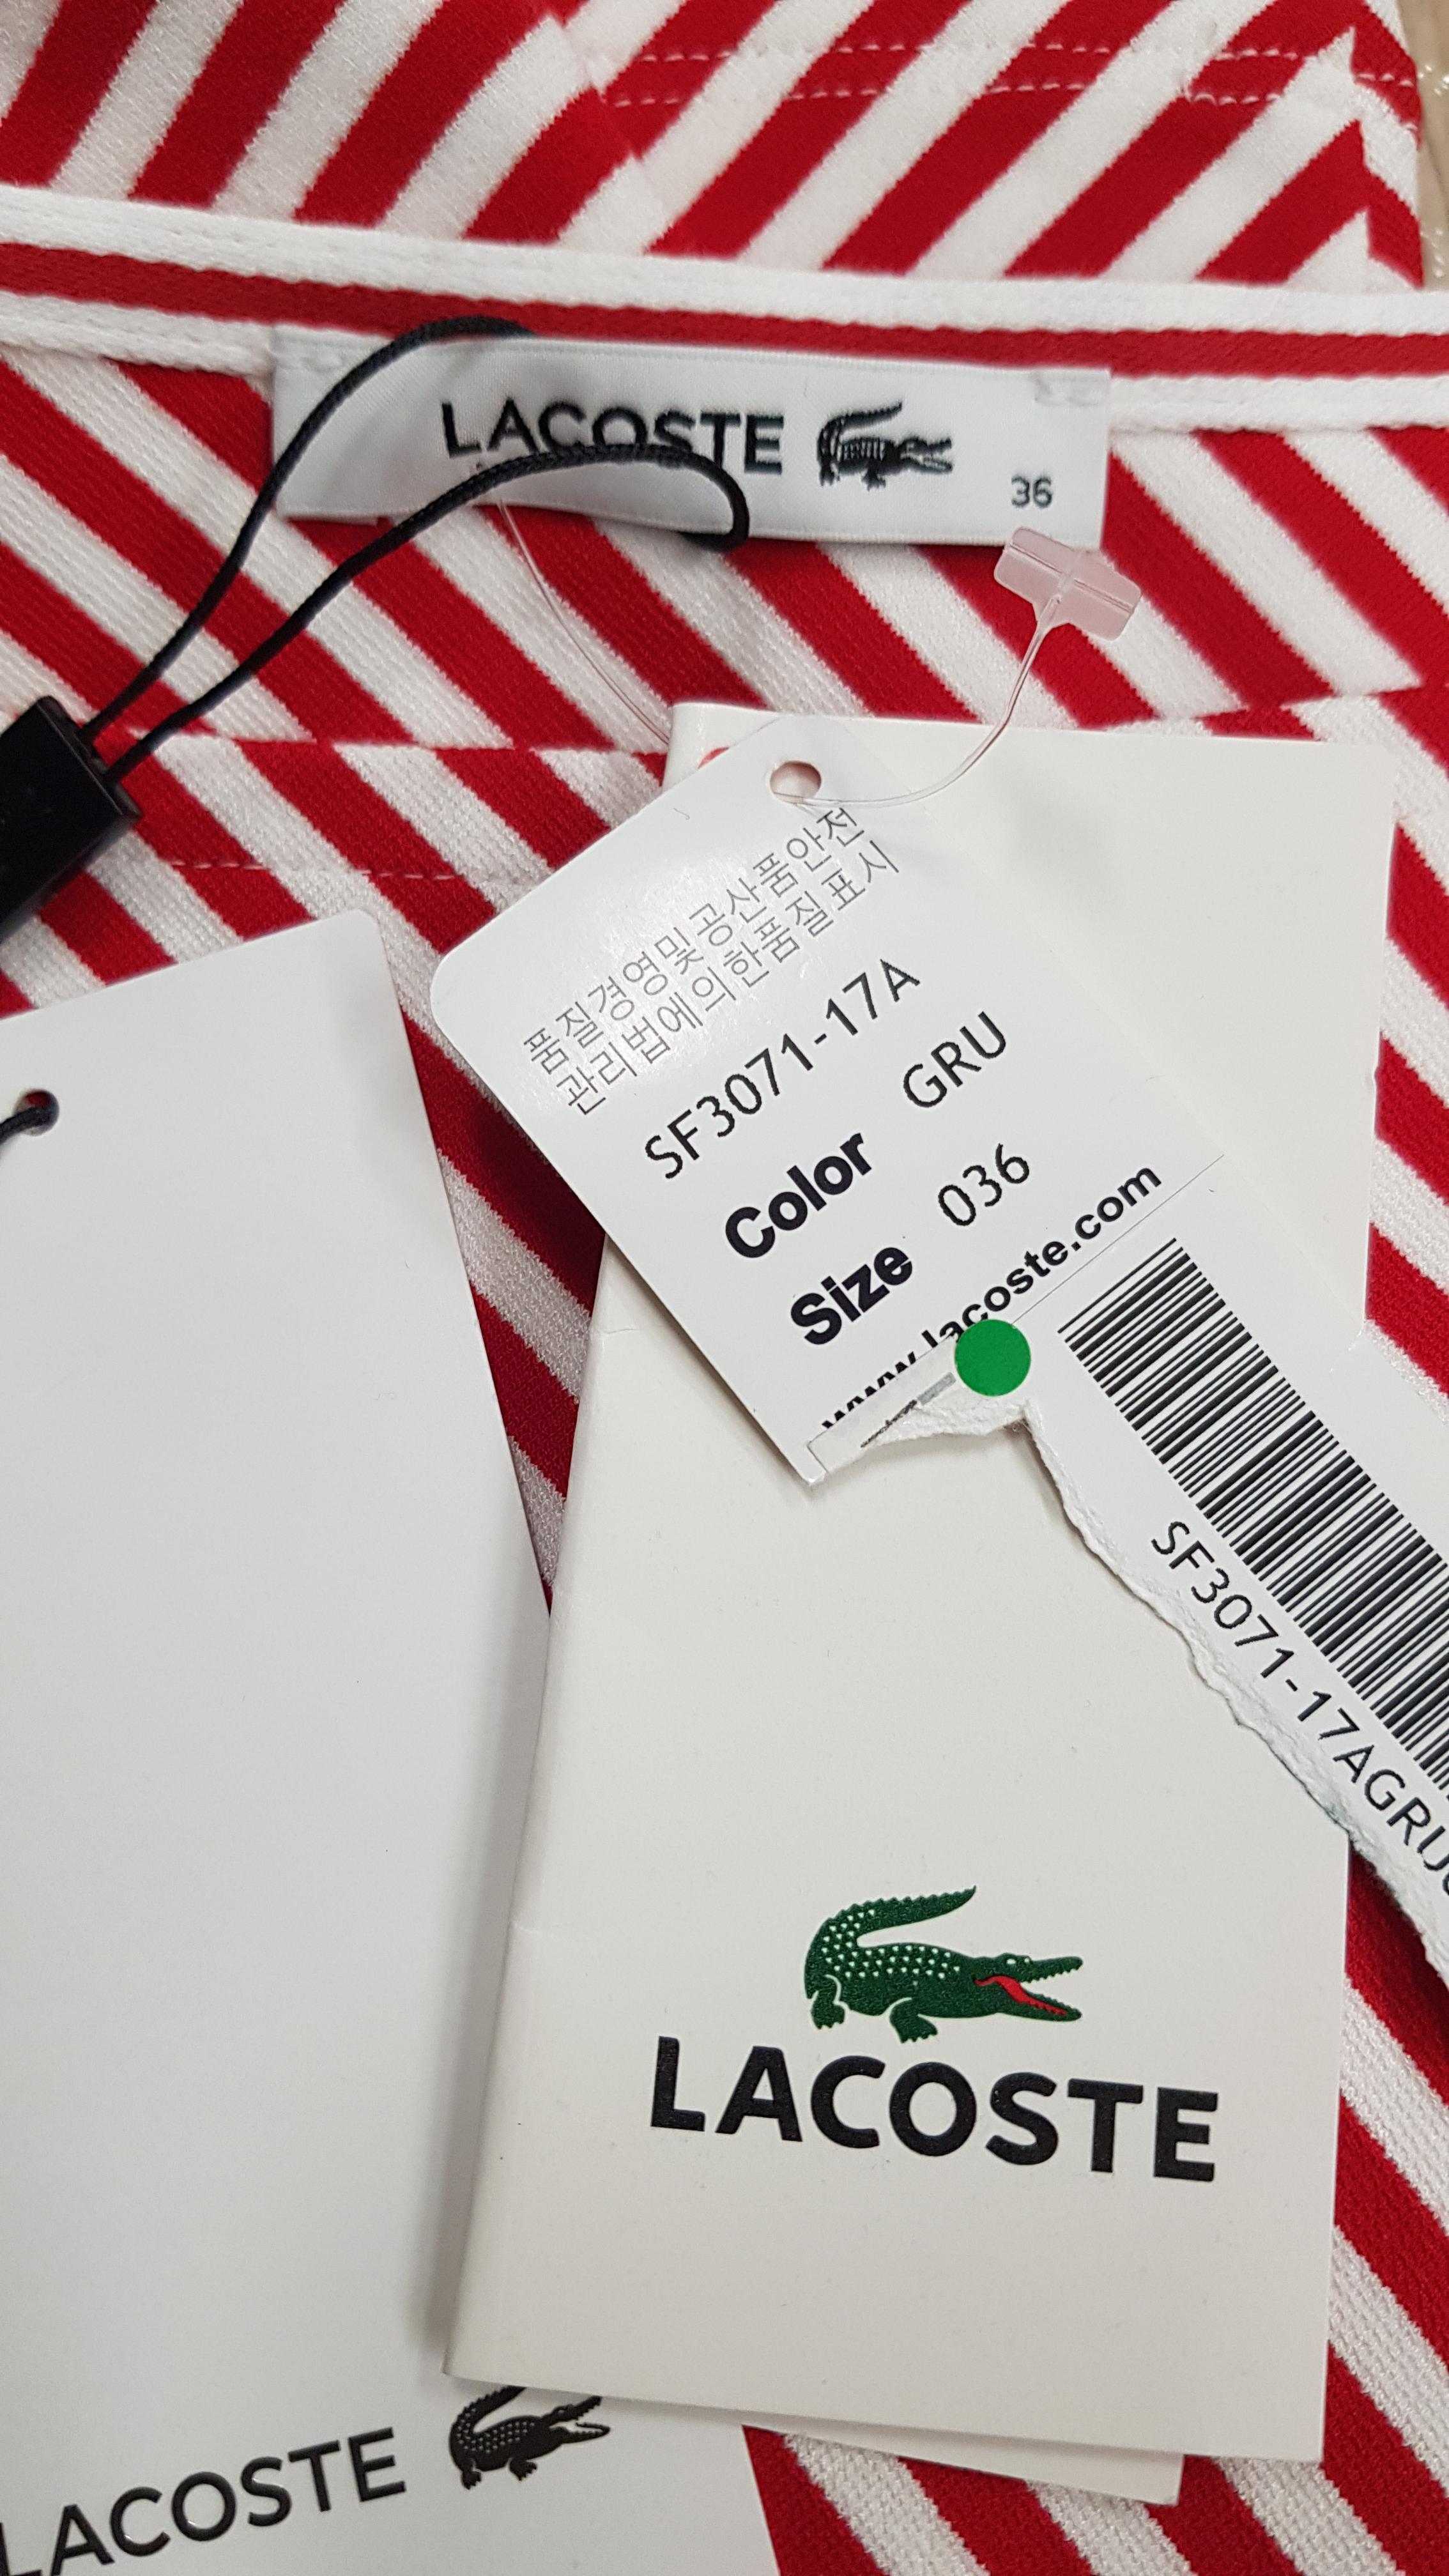 LACOSTE
36
품질경영및공산품안전
관리법에의한품질표시
SF3071-17A
Color GRU
Size 036
www.lacoste.com
SF3071-17AGRU
LACOSTE
LACOSTE